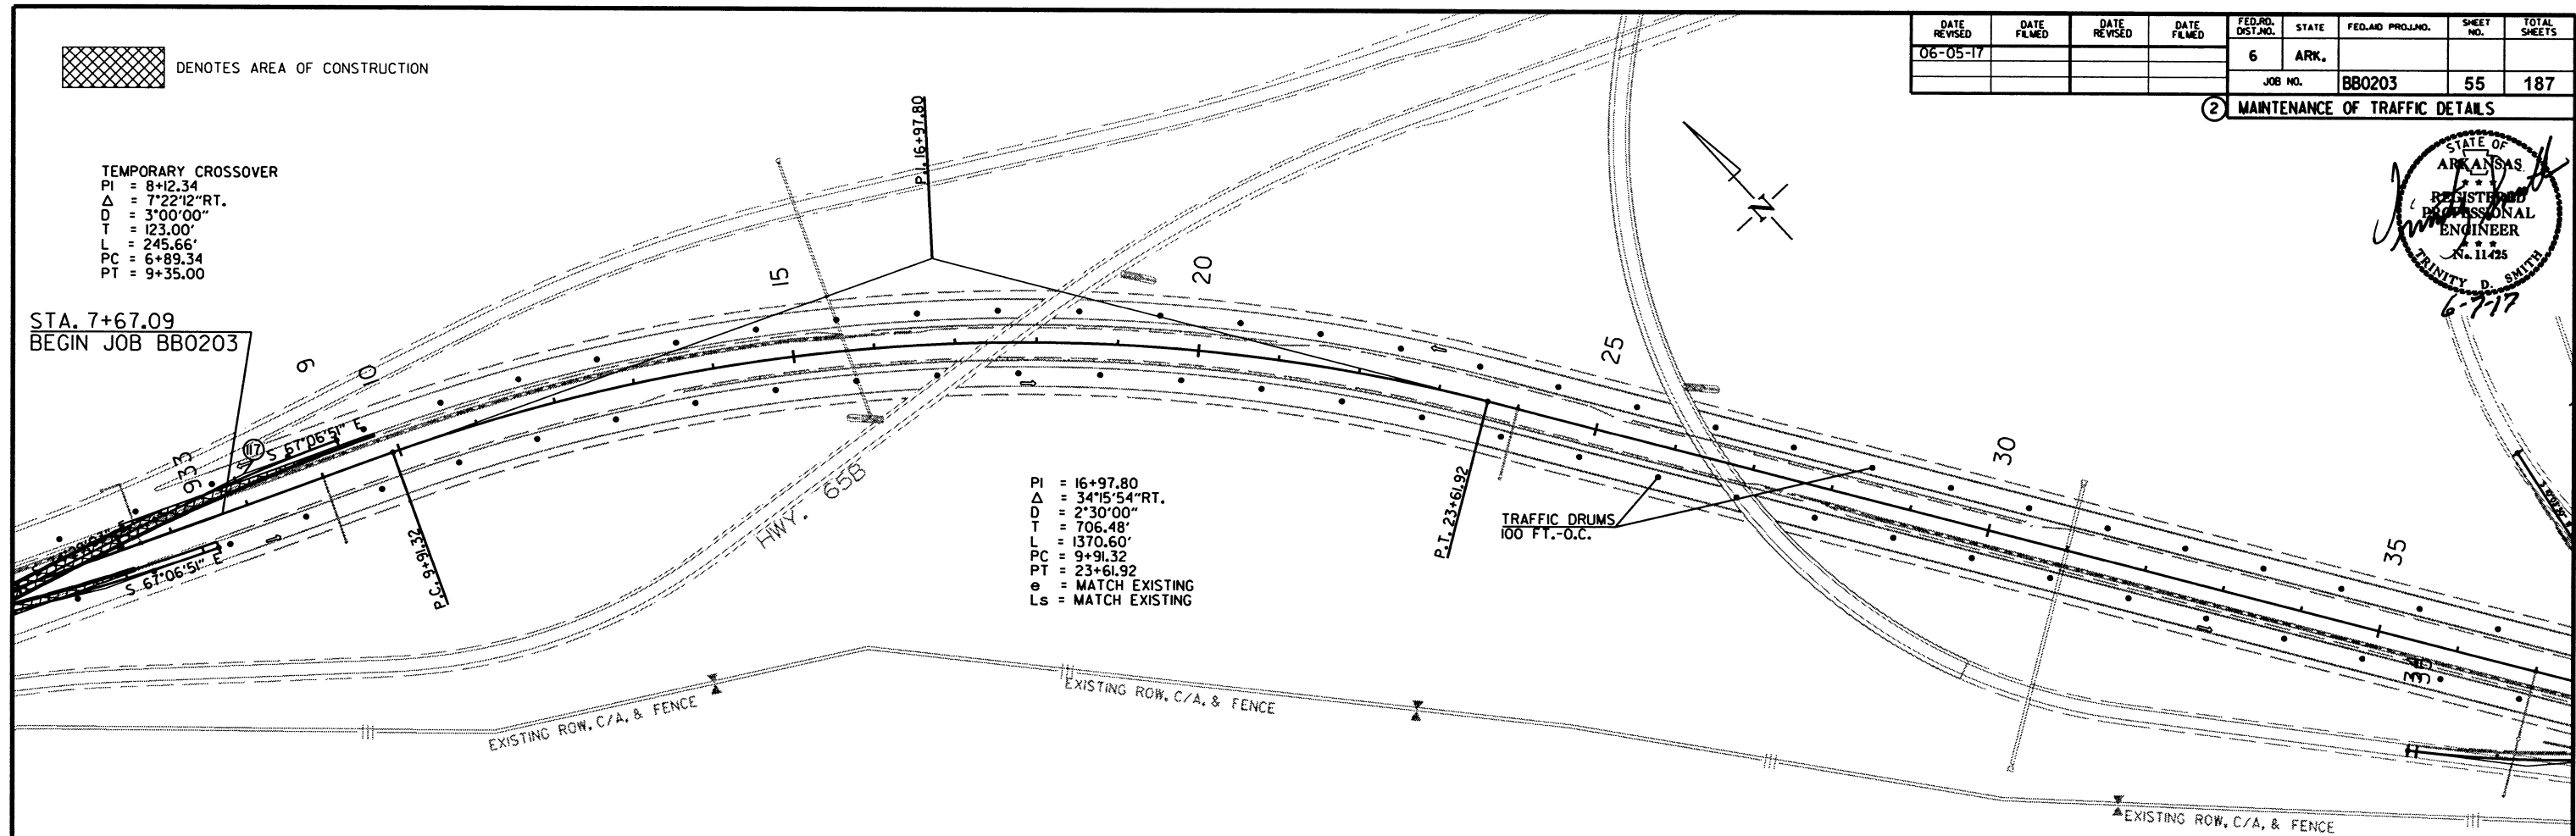 DENOTES AREA OF CONSTRUCTION
DATE REVISED
DATE FILMED
DATE REVISED
DATE FILMED
FED.RD. DIST.NO.
STATE
FED.AID PROJ.NO.
SHEET NO.
TOTAL SHEETS
06-05-17
6
ARK.
JOB NO.
BB0203
55
187
2 MAINTENANCE OF TRAFFIC DETAILS
STATE OF
ARKANSAS
★ ★ ★
REGISTERED
PROFESSIONAL
ENGINEER
★ ★ ★
No. 11425
TRINITY D. SMITH
6-7-17
TEMPORARY CROSSOVER
PI = 8+12.34
Δ = 7°22'12"RT.
D = 3°00'00"
T = 123.00'
L = 245.66'
PC = 6+89.34
PT = 9+35.00
STA. 7+67.09
BEGIN JOB BB0203
P.I. 16+97.80
N
9
10
15
20
25
30
35
933
117
S 67°06'51" E
S 67°06'51" E
P.C. 9+91.32
HWY. 65B
PI = 16+97.80
Δ = 34°15'54"RT.
D = 2°30'00"
T = 706.48'
L = 1370.60'
PC = 9+91.32
PT = 23+61.92
e = MATCH EXISTING
Ls = MATCH EXISTING
P.T. 23+61.92
TRAFFIC DRUMS
100 FT.-O.C.
EXISTING ROW, C/A, & FENCE
EXISTING ROW, C/A, & FENCE
EXISTING ROW, C/A, & FENCE